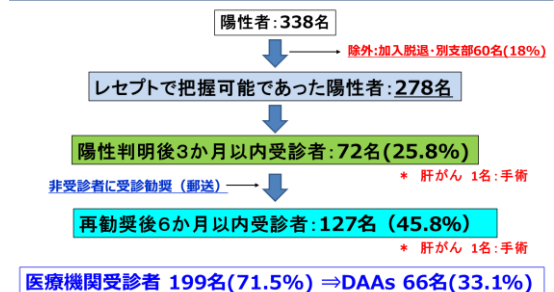 陽性者：338名
除外:加入脱退・別支部60名(18%)
レセプトで把握可能であった陽性者：278名
陽性判明後３か月以内受診者：72名(25.8%)
＊ 肝がん 1名：手術
非受診者に受診勧奨（郵送）
再勧奨後６か月以内受診者：127名（45.8%）
＊ 肝がん 1名：手術
医療機関受診者 199名(71.5%) ⇒DAAs 66名(33.1%)